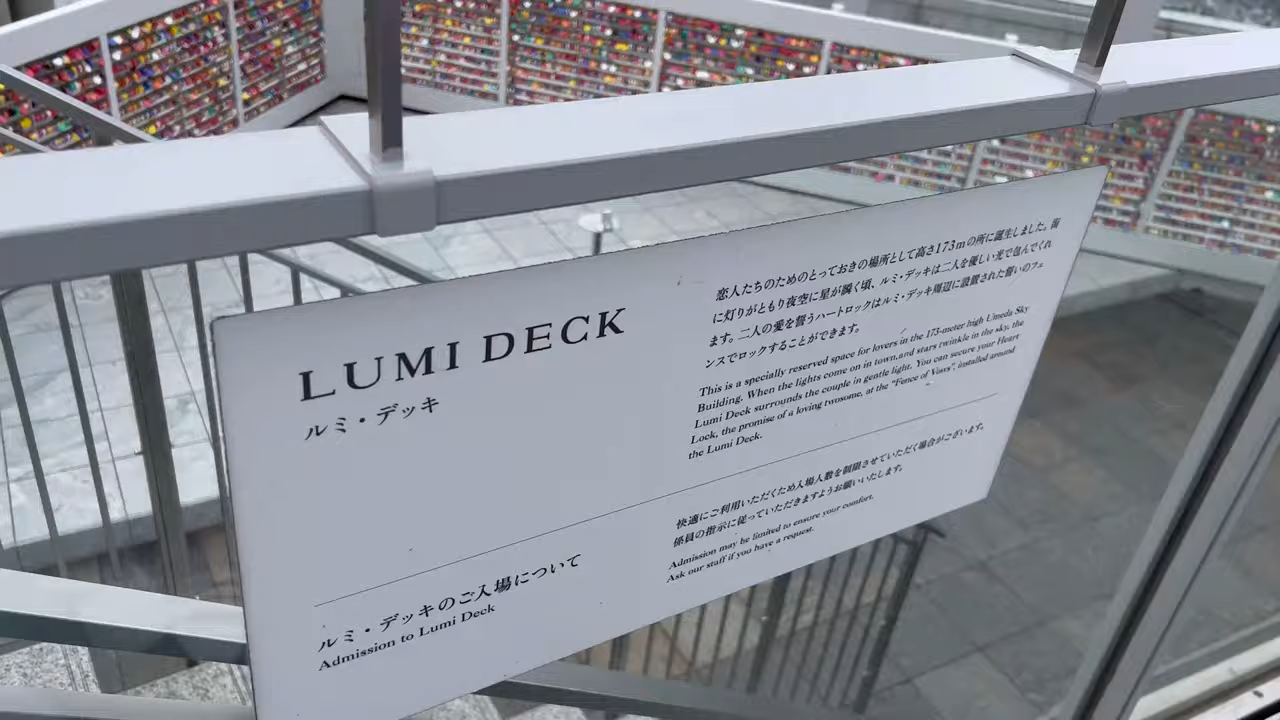 LUMI DECK
ルミ・デッキ
恋人たちのためのとっておきの場所として高さ173mの所に誕生しました。街
に灯りがともり夜空に星が瞬く頃、ルミ・デッキは二人を優しい光で包んでくれ
ます。二人の愛を誓うハートロックはルミ・デッキ周辺に設置された誓いのフェ
ンスでロックすることができます。
This is a specially reserved space for lovers in the 173-meter high Umeda Sky
Building. When the lights come on in town,and stars twinkle in the sky, the
Lumi Deck surrounds the couple in gentle light. You can secure your Heart
Lock, the promise of a loving twosome, at the "Fence of Vows", installed around
the Lumi Deck.
ルミ・デッキのご入場について
Admission to Lumi Deck
快適にご利用いただくため入場人数を制限させていただく場合がございます。
係員の指示に従っていただきますようお願いいたします。
Admission may be limited to ensure your comfort.
Ask our staff if you have a request.